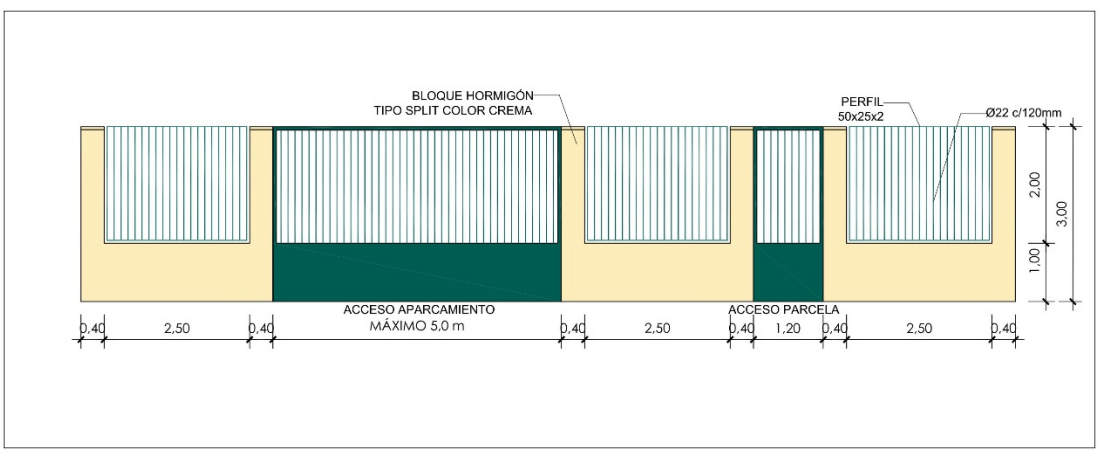 BLOQUE HORMIGÓN
TIPO SPLIT COLOR CREMA
PERFIL
50x25x2
Ø22 c/120mm
2,00
3,00
1,00
ACCESO APARCAMIENTO
MÁXIMO 5,0 m
ACCESO PARCELA
0,40 2,50 0,40 0,40 2,50 0,40 1,20 0,40 2,50 0,40